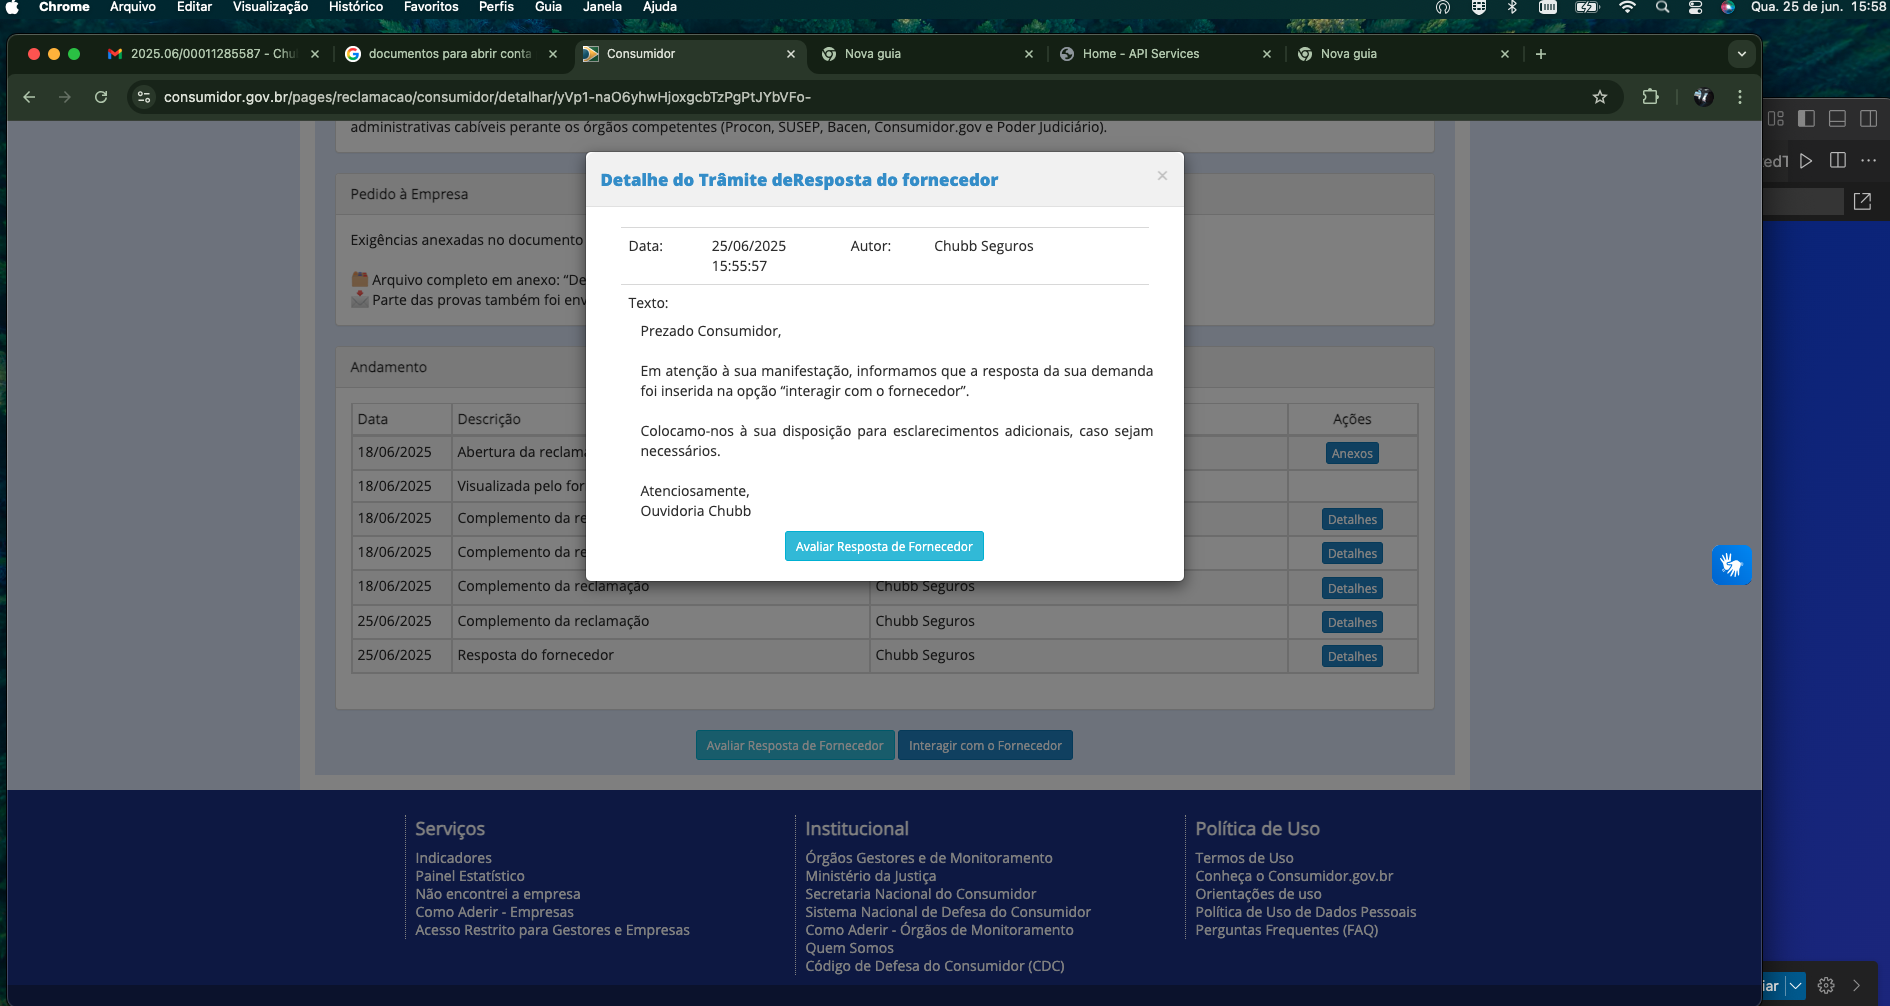 Chrome Arquivo Editar Visualização Histórico Favoritos Perfis Guia Janela Ajuda Qua. 25 de jun. 15:58
2025.06/00011285587 - Chu documentos para abrir conta Consumidor Nova guia Home - API Services Nova guia
consumidor.gov.br/pages/reclamacao/consumidor/detalhar/yVp1-naO6yhwHjoxgcbTzPgPtJYbVFo-
administrativas cabíveis perante os órgãos competentes (Procon, SUSEP, Bacen, Consumidor.gov e Poder Judiciário).
Detalhe do Trâmite deResposta do fornecedor ×
Data: 25/06/2025 Autor: Chubb Seguros
15:55:57
Texto:
Prezado Consumidor,
Em atenção à sua manifestação, informamos que a resposta da sua demanda
foi inserida na opção “interagir com o fornecedor”.
Colocamo-nos à sua disposição para esclarecimentos adicionais, caso sejam
necessários.
Atenciosamente,
Ouvidoria Chubb
Avaliar Resposta de Fornecedor
Pedido à Empresa
Exigências anexadas no documento
Arquivo completo em anexo: “De
Parte das provas também foi env
Andamento
Data Descrição Ações
18/06/2025 Abertura da reclama Anexos
18/06/2025 Visualizada pelo for
18/06/2025 Complemento da re Detalhes
18/06/2025 Complemento da re Detalhes
18/06/2025 Complemento da reclamação Chubb Seguros Detalhes
25/06/2025 Complemento da reclamação Chubb Seguros Detalhes
25/06/2025 Resposta do fornecedor Chubb Seguros Detalhes
Avaliar Resposta de Fornecedor Interagir com o Fornecedor
Serviços
Indicadores
Painel Estatístico
Não encontrei a empresa
Como Aderir - Empresas
Acesso Restrito para Gestores e Empresas
Institucional
Órgãos Gestores e de Monitoramento
Ministério da Justiça
Secretaria Nacional do Consumidor
Sistema Nacional de Defesa do Consumidor
Como Aderir - Órgãos de Monitoramento
Quem Somos
Código de Defesa do Consumidor (CDC)
Política de Uso
Termos de Uso
Conheça o Consumidor.gov.br
Orientações de uso
Política de Uso de Dados Pessoais
Perguntas Frequentes (FAQ)
iar